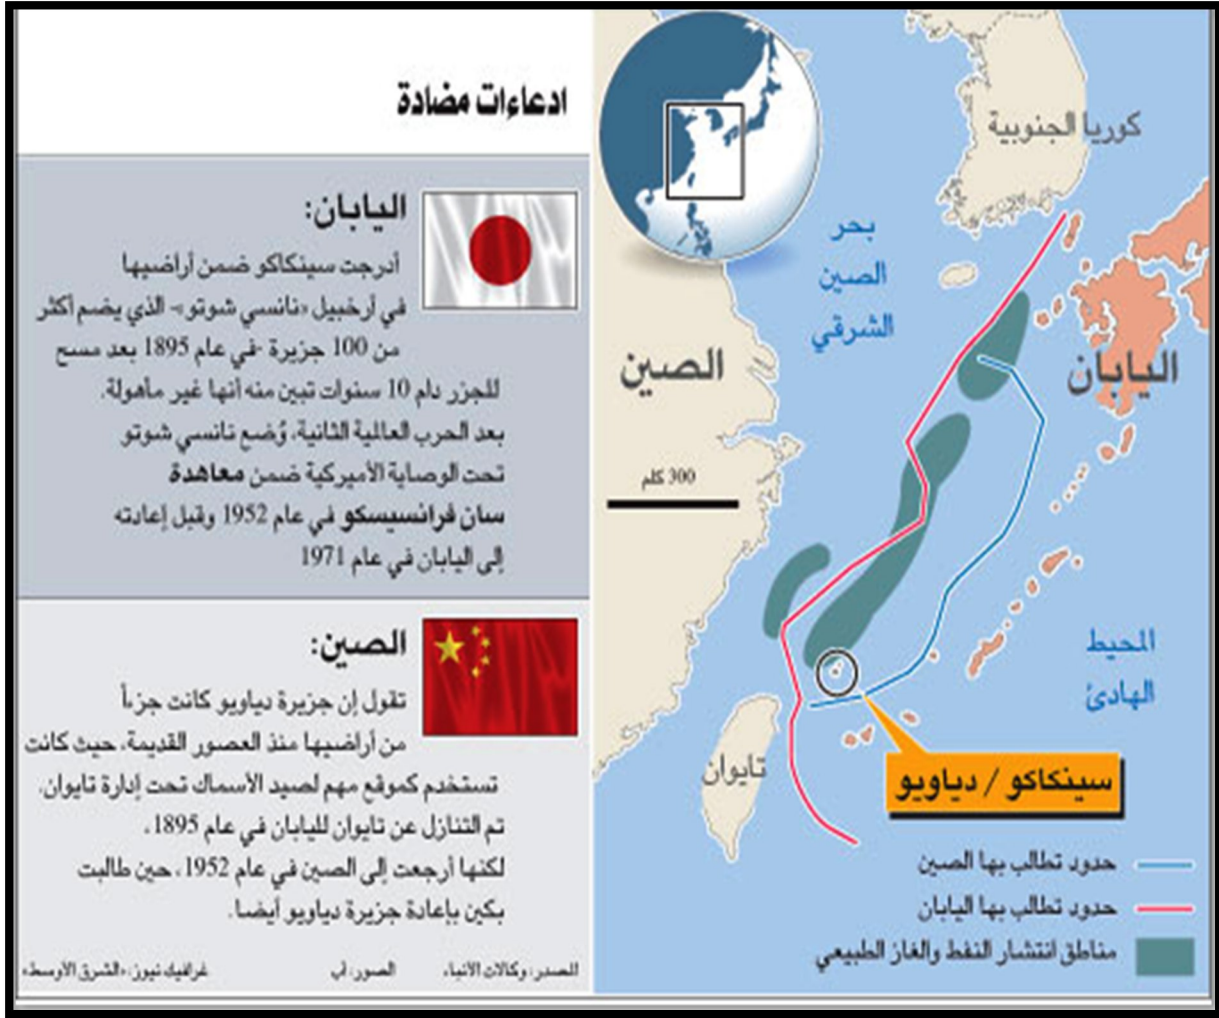 ادعاءات مضادة
اليابان:
أدرجت سينكاكو ضمن أراضيها
في أرخبيل «نانسي شوتو»- الذي يضم أكثر
من 100 جزيرة -في عام 1895 بعد مسح
للجزر دام 10 سنوات تبين منه أنها غير مأهولة.
بعد الحرب العالمية الثانية، وُضع نانسي شوتو
تحت الوصاية الأميركية ضمن معاهدة
سان فرانسيسكو في عام 1952 وقبل إعادته
إلى اليابان في عام 1971
الصين:
تقول إن جزيرة دياويو كانت جزءاً
من أراضيها منذ العصور القديمة، حيث كانت
تستخدم كموقع مهم لصيد الأسماك تحت إدارة تايوان.
تم التنازل عن تايوان لليابان في عام 1895،
لكنها أرجعت إلى الصين في عام 1952، حين طالبت
بكين بإعادة جزيرة دياويو أيضا.
المصدر: وكالات الأنباء
الصور: أب
غرافيك نيوز: «الشرق الأوسط»
كوريا الجنوبية
بحر
الصين
الشرقي
الصين
اليابان
300 كلم
المحيط
الهادئ
تايوان
سينكاكو / دياويو
حدود تطالب بها الصين
حدود تطالب بها اليابان
مناطق انتشار النفط والغاز الطبيعي